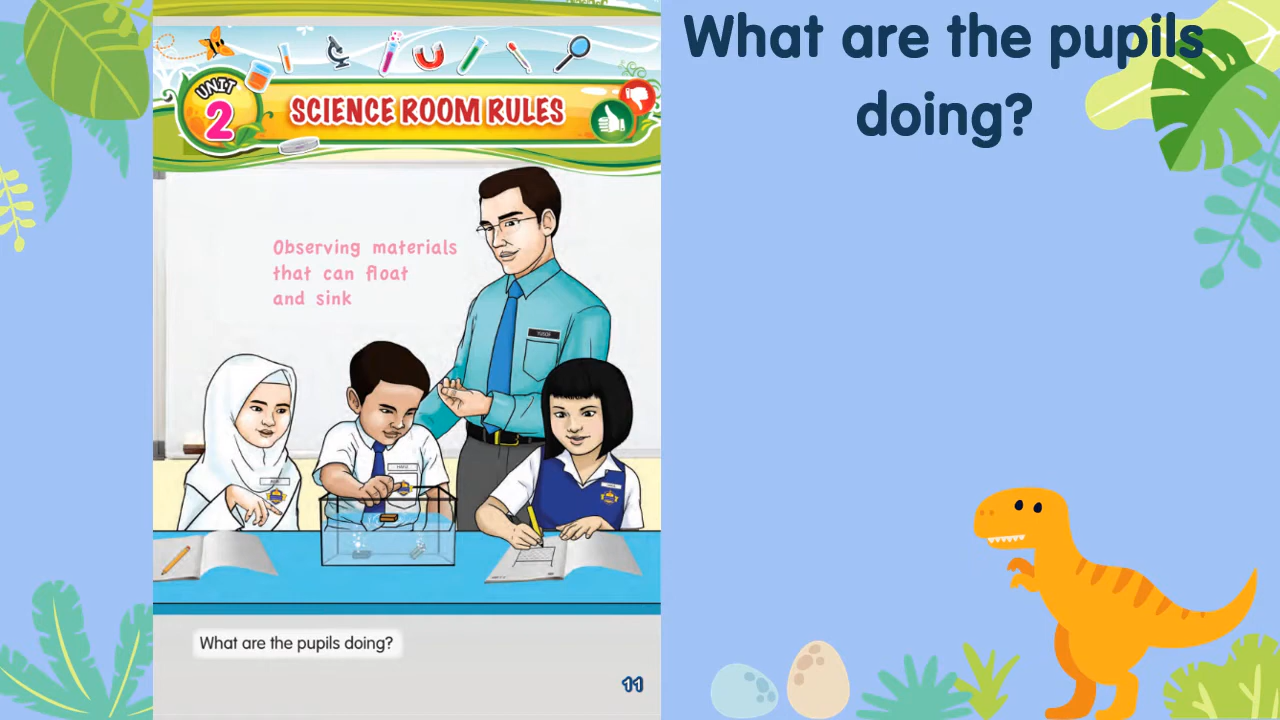 UNIT
2
SCIENCE ROOM RULES
Observing materials
that can float
and sink
What are the pupils doing?
11
What are the pupils
doing?